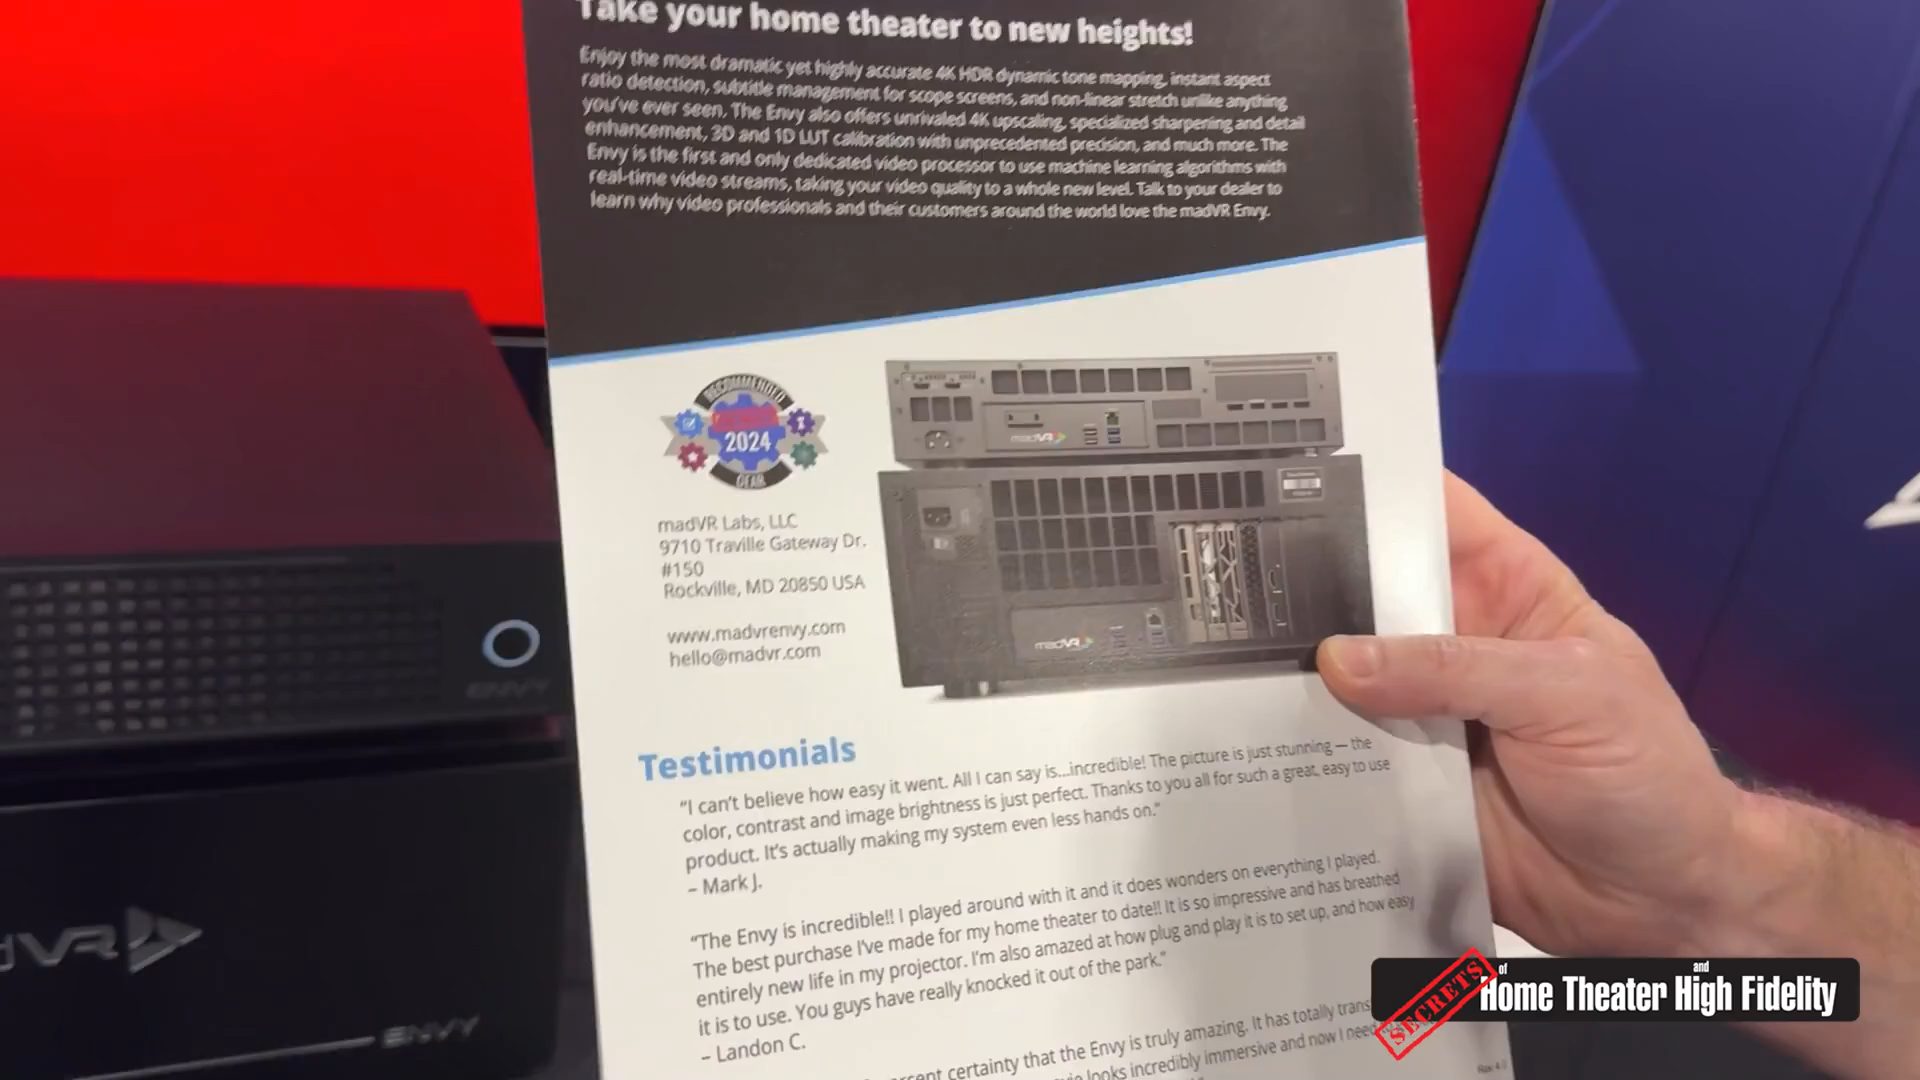 Take your home theater to new heights!
Enjoy the most dramatic yet highly accurate 4K HDR dynamic tone mapping, instant aspect
ratio detection, subtitle management for scope screens, and non-linear stretch unlike anything
you've ever seen. The Envy also offers unrivaled 4K upscaling, specialized sharpening and detail
enhancement, 3D and 1D LUT calibration with unprecedented precision, and much more. The
Envy is the first and only dedicated video processor to use machine learning algorithms with
real-time video streams, taking your video quality to a whole new level. Talk to your dealer to
learn why video professionals and their customers around the world love the madVR Envy.
RECOMMENDED
2024
GEAR
madVR Labs, LLC
9710 Traville Gateway Dr.
#150
Rockville, MD 20850 USA
www.madvrenvy.com
hello@madvr.com
madVR
madVR
Testimonials
"I can't believe how easy it went. All I can say is...incredible! The picture is just stunning — the
color, contrast and image brightness is just perfect. Thanks to you all for such a great, easy to use
product. It's actually making my system even less hands on."
– Mark J.
"The Envy is incredible!! I played around with it and it does wonders on everything I played.
The best purchase I've made for my home theater to date!! It is so impressive and has breathed
entirely new life in my projector. I'm also amazed at how plug and play it is to set up, and how easy
it is to use. You guys have really knocked it out of the park."
– Landon C.
certainty that the Envy is truly amazing. It has totally
looks incredibly immersive and now I need
ENVY
dVR
ENVY
SECRETS of Home Theater and High Fidelity